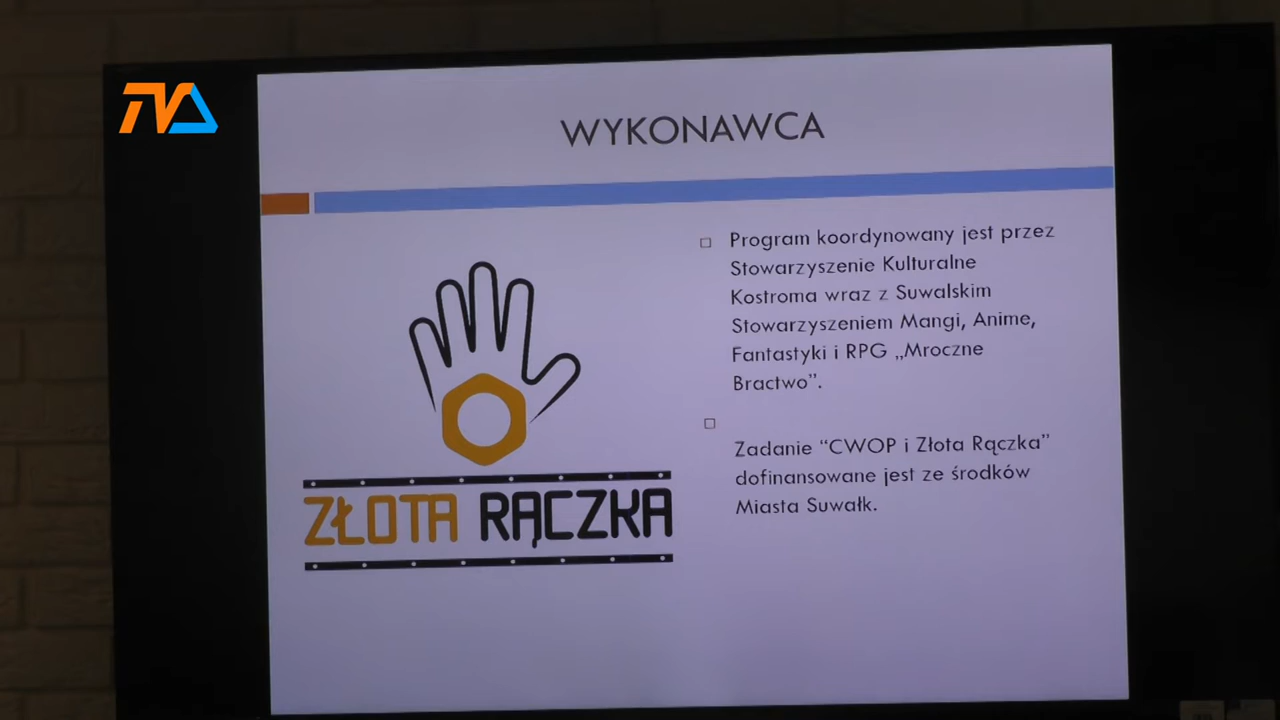 TVA
WYKONAWCA
Program koordynowany jest przez
Stowarzyszenie Kulturalne
Kostroma wraz z Suwalskim
Stowarzyszeniem Mangi, Anime,
Fantastyki i RPG „Mroczne
Bractwo”.
Zadanie “CWOP i Złota Rączka”
dofinansowane jest ze środków
Miasta Suwałk.
ZŁOTA RĄCZKA